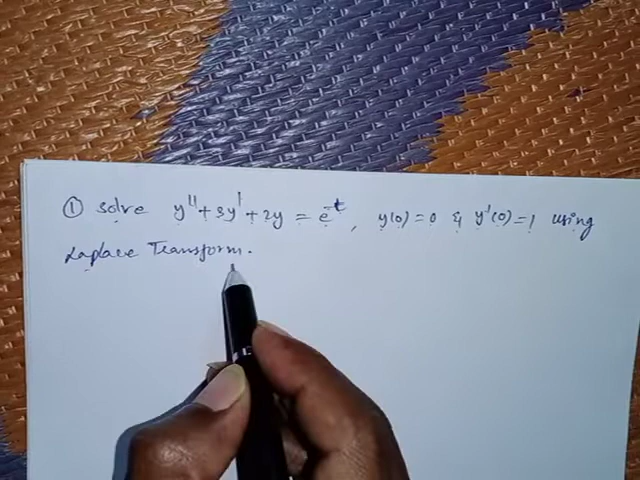 ① Solve y'' + 3y' + 2y = e^-t, y(0) = 0 & y'(0) = 1 using
Laplace Transform.